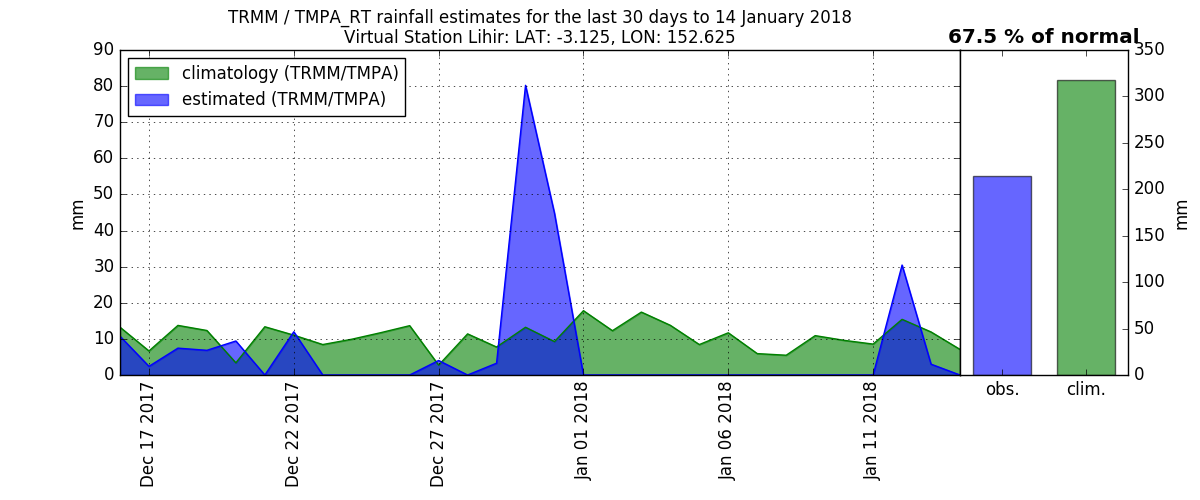 TRMM / TMPA_RT rainfall estimates for the last 30 days to 14 January 2018
Virtual Station Lihir: LAT: -3.125, LON: 152.625
67.5 % of normal
climatology (TRMM/TMPA)
estimated (TRMM/TMPA)
90
80
70
60
50
40
30
20
10
0
mm
Dec 17 2017
Dec 22 2017
Dec 27 2017
Jan 01 2018
Jan 06 2018
Jan 11 2018
350
300
250
200
150
100
50
0
mm
obs.
clim.